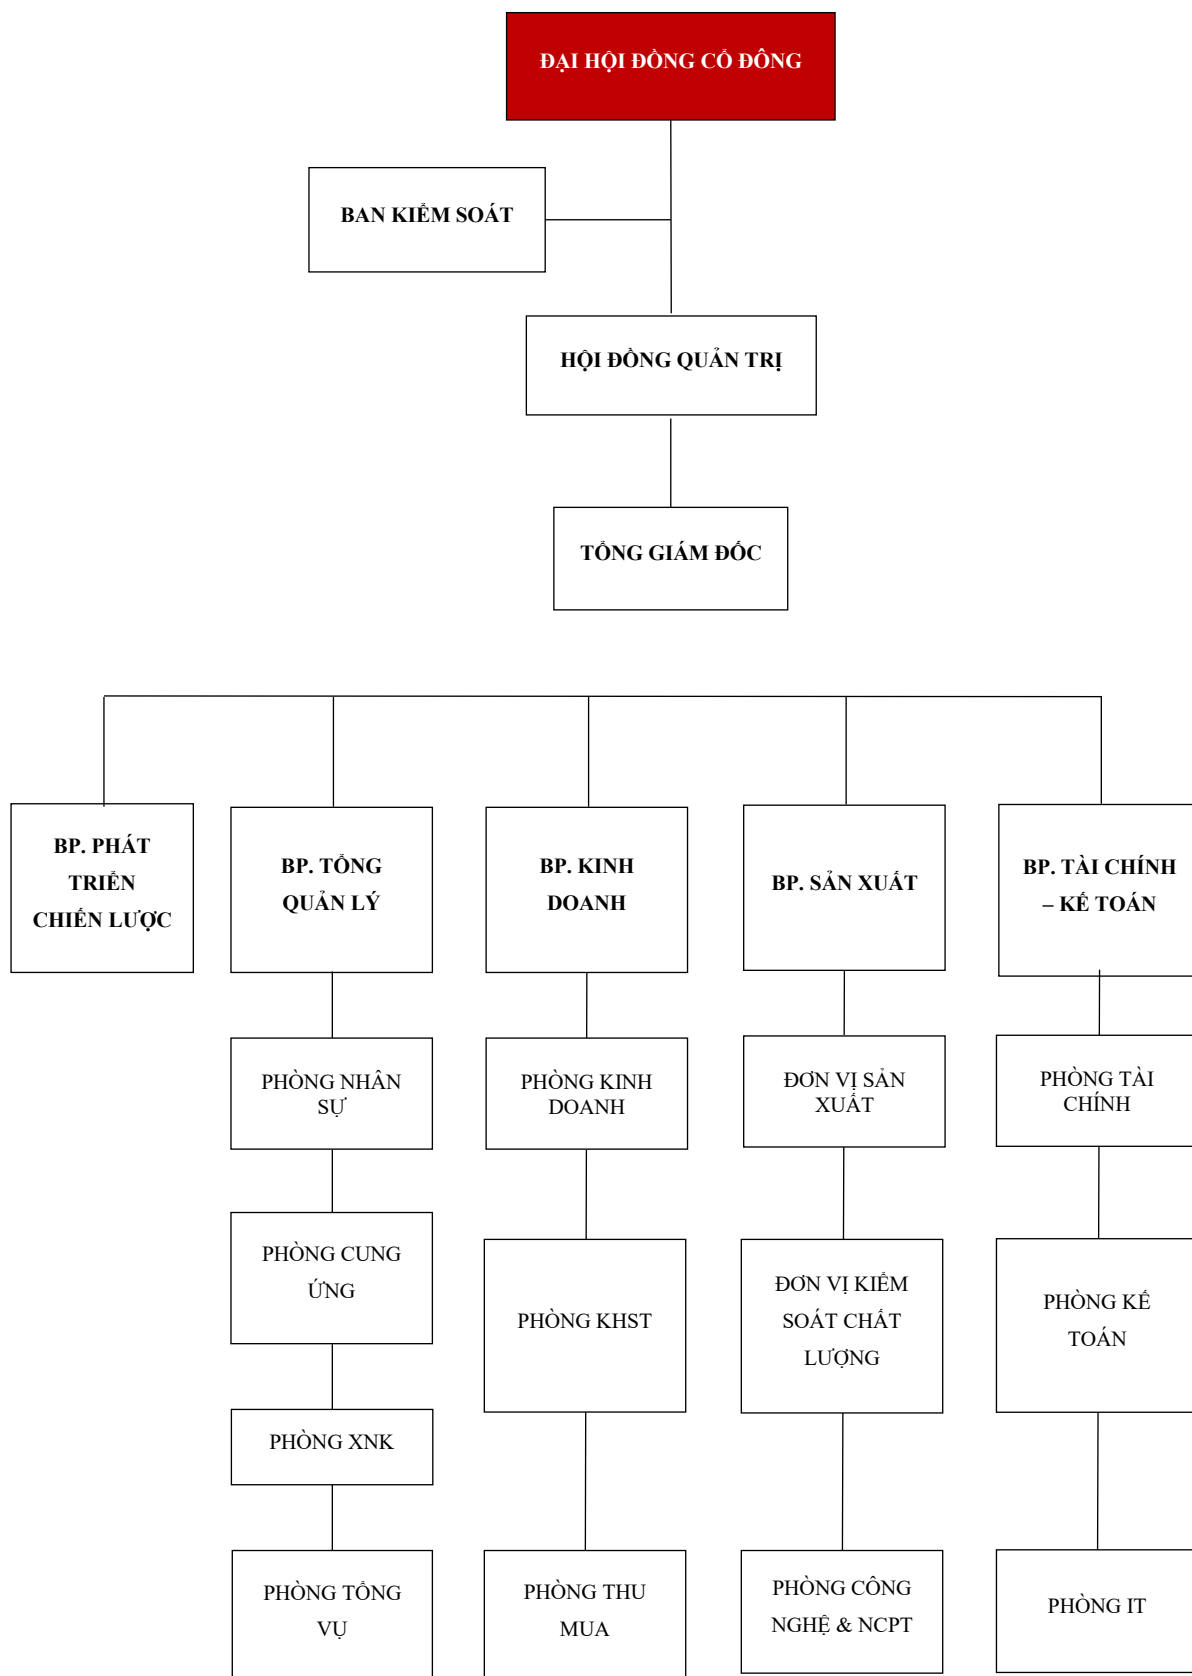 ĐẠI HỘI ĐỒNG CỔ ĐÔNG
BAN KIỂM SOÁT
HỘI ĐỒNG QUẢN TRỊ
TỔNG GIÁM ĐỐC
BP. PHÁT
TRIỂN
CHIẾN LƯỢC
BP. TỔNG
QUẢN LÝ
BP. KINH
DOANH
BP. SẢN XUẤT
BP. TÀI CHÍNH
– KẾ TOÁN
PHÒNG NHÂN
SỰ
PHÒNG KINH
DOANH
ĐƠN VỊ SẢN
XUẤT
PHÒNG TÀI
CHÍNH
PHÒNG CUNG
ỨNG
PHÒNG KHST
ĐƠN VỊ KIỂM
SOÁT CHẤT
LƯỢNG
PHÒNG KẾ
TOÁN
PHÒNG XNK
PHÒNG TỔNG
VỤ
PHÒNG THU
MUA
PHÒNG CÔNG
NGHỆ & NCPT
PHÒNG IT